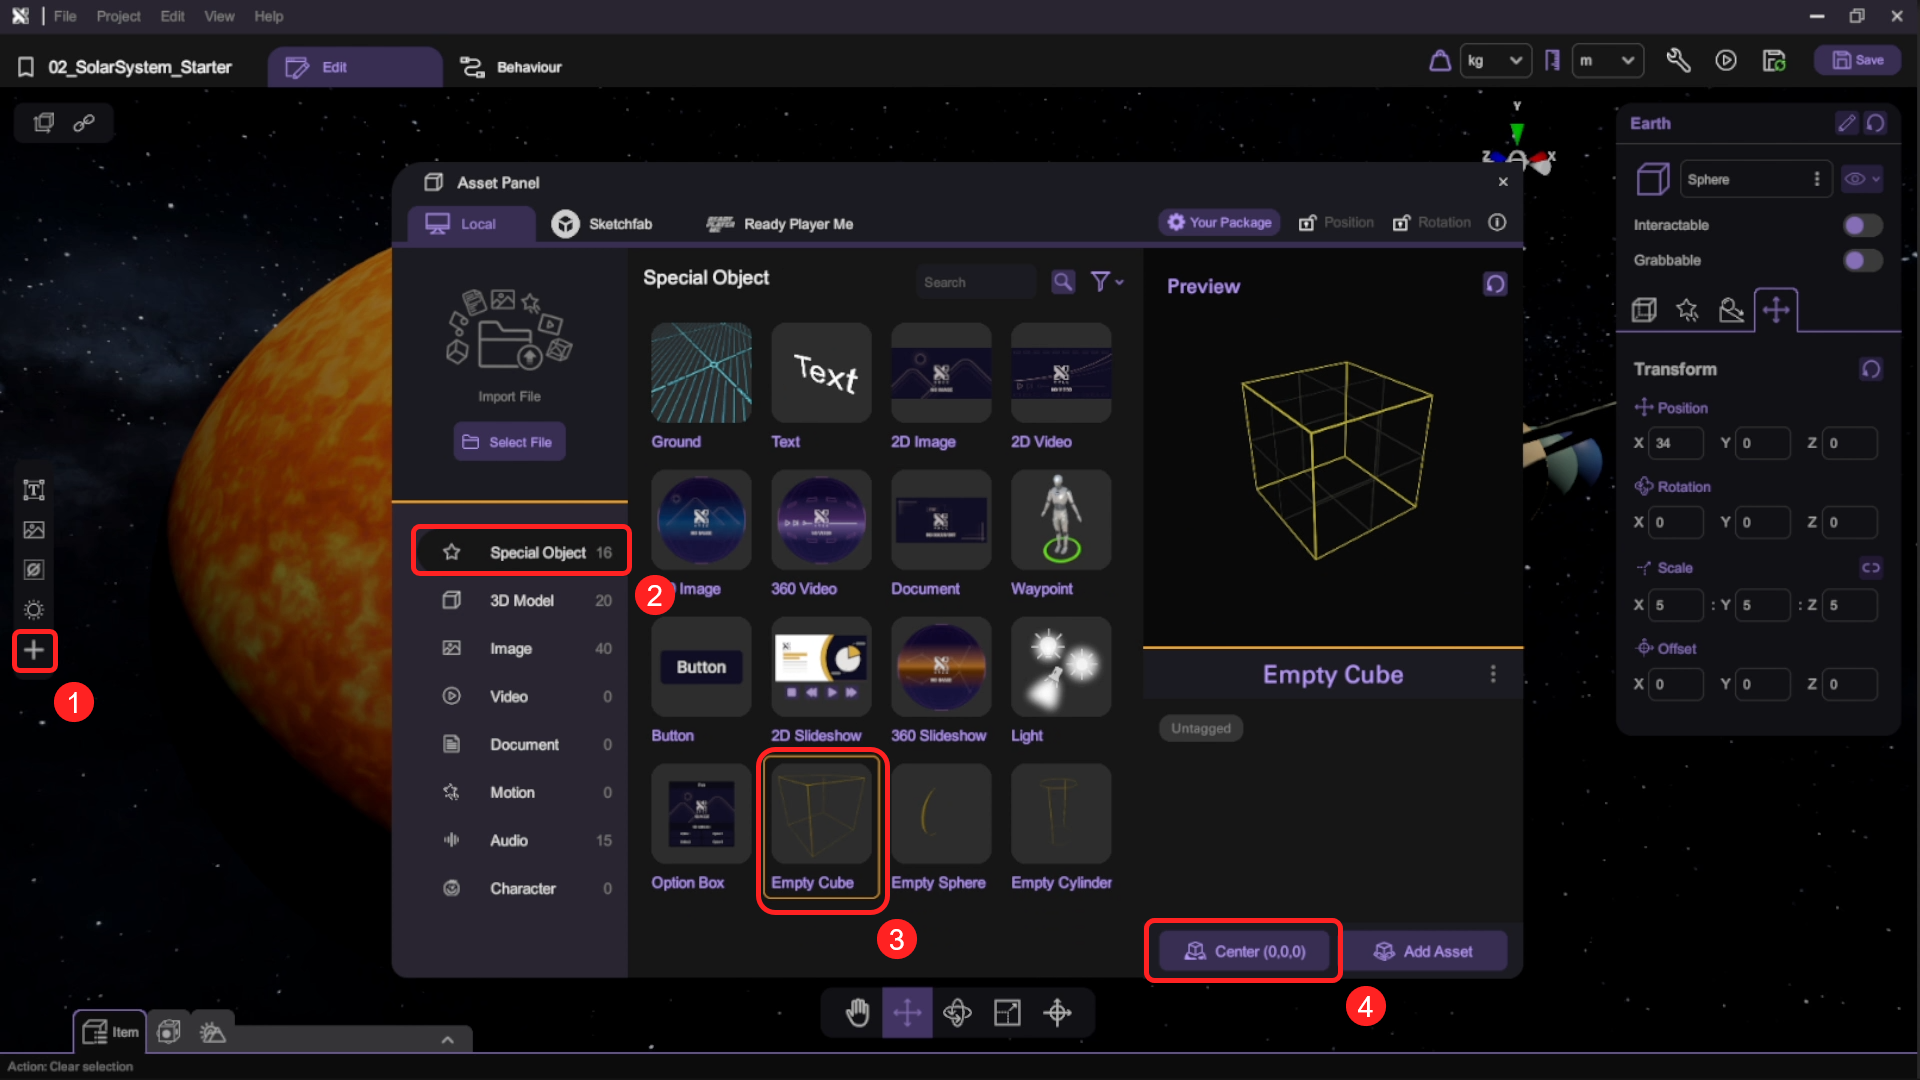 File Project Edit View Help
02_SolarSystem_Starter
Edit
Behaviour
kg
m
Save
Y
Z
X
Asset Panel
Local
Sketchfab
Ready Player Me
Your Package
Position
Rotation
Import File
Select File
Special Object 16
3D Model 20
Image 40
Video 0
Document 0
Motion 0
Audio 15
Character 0
Special Object
Search
Text
Ground
Text
2D Image
2D Video
Image
360 Video
Document
Waypoint
Button
Button
2D Slideshow
360 Slideshow
Light
Option Box
Empty Cube
Empty Sphere
Empty Cylinder
Preview
Empty Cube
Untagged
Center (0,0,0)
Add Asset
1
2
3
4
Earth
Sphere
Interactable
Grabbable
Transform
Position
X 34 Y 0 Z 0
Rotation
X 0 Y 0 Z 0
Scale
X 5 : Y 5 : Z 5
Offset
X 0 Y 0 Z 0
Item
Action: Clear selection